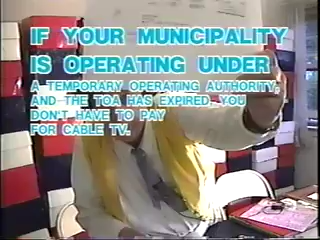 IF YOUR MUNICIPALITY
IS OPERATING UNDER
A TEMPORARY OPERATING AUTHORITY,
AND THE TOA HAS EXPIRED, YOU
DON'T HAVE TO PAY
FOR CABLE TV.